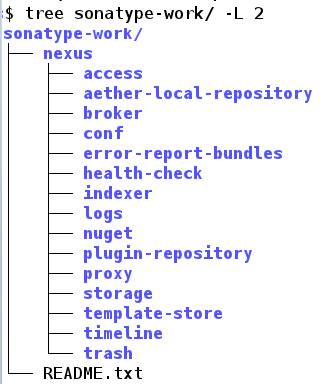 s$ tree sonatype-work/ -L 2
sonatype-work/
├── nexus
│   ├── access
│   ├── aether-local-repository
│   ├── broker
│   ├── conf
│   ├── error-report-bundles
│   ├── health-check
│   ├── indexer
│   ├── logs
│   ├── nuget
│   ├── plugin-repository
│   ├── proxy
│   ├── storage
│   ├── template-store
│   ├── timeline
│   └── trash
└── README.txt